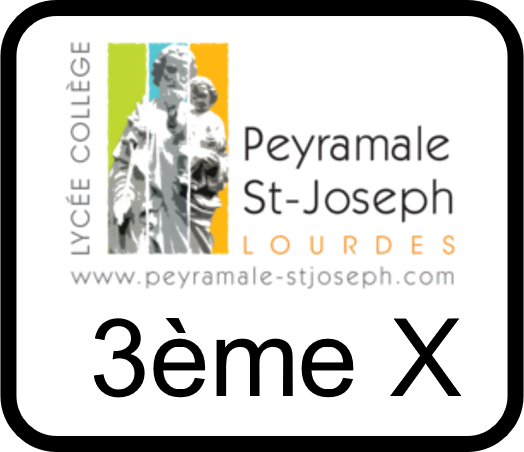 LYCÉE COLLÈGE
Peyramale
St-Joseph
LOURDES
www.peyramale-stjoseph.com
3ème X